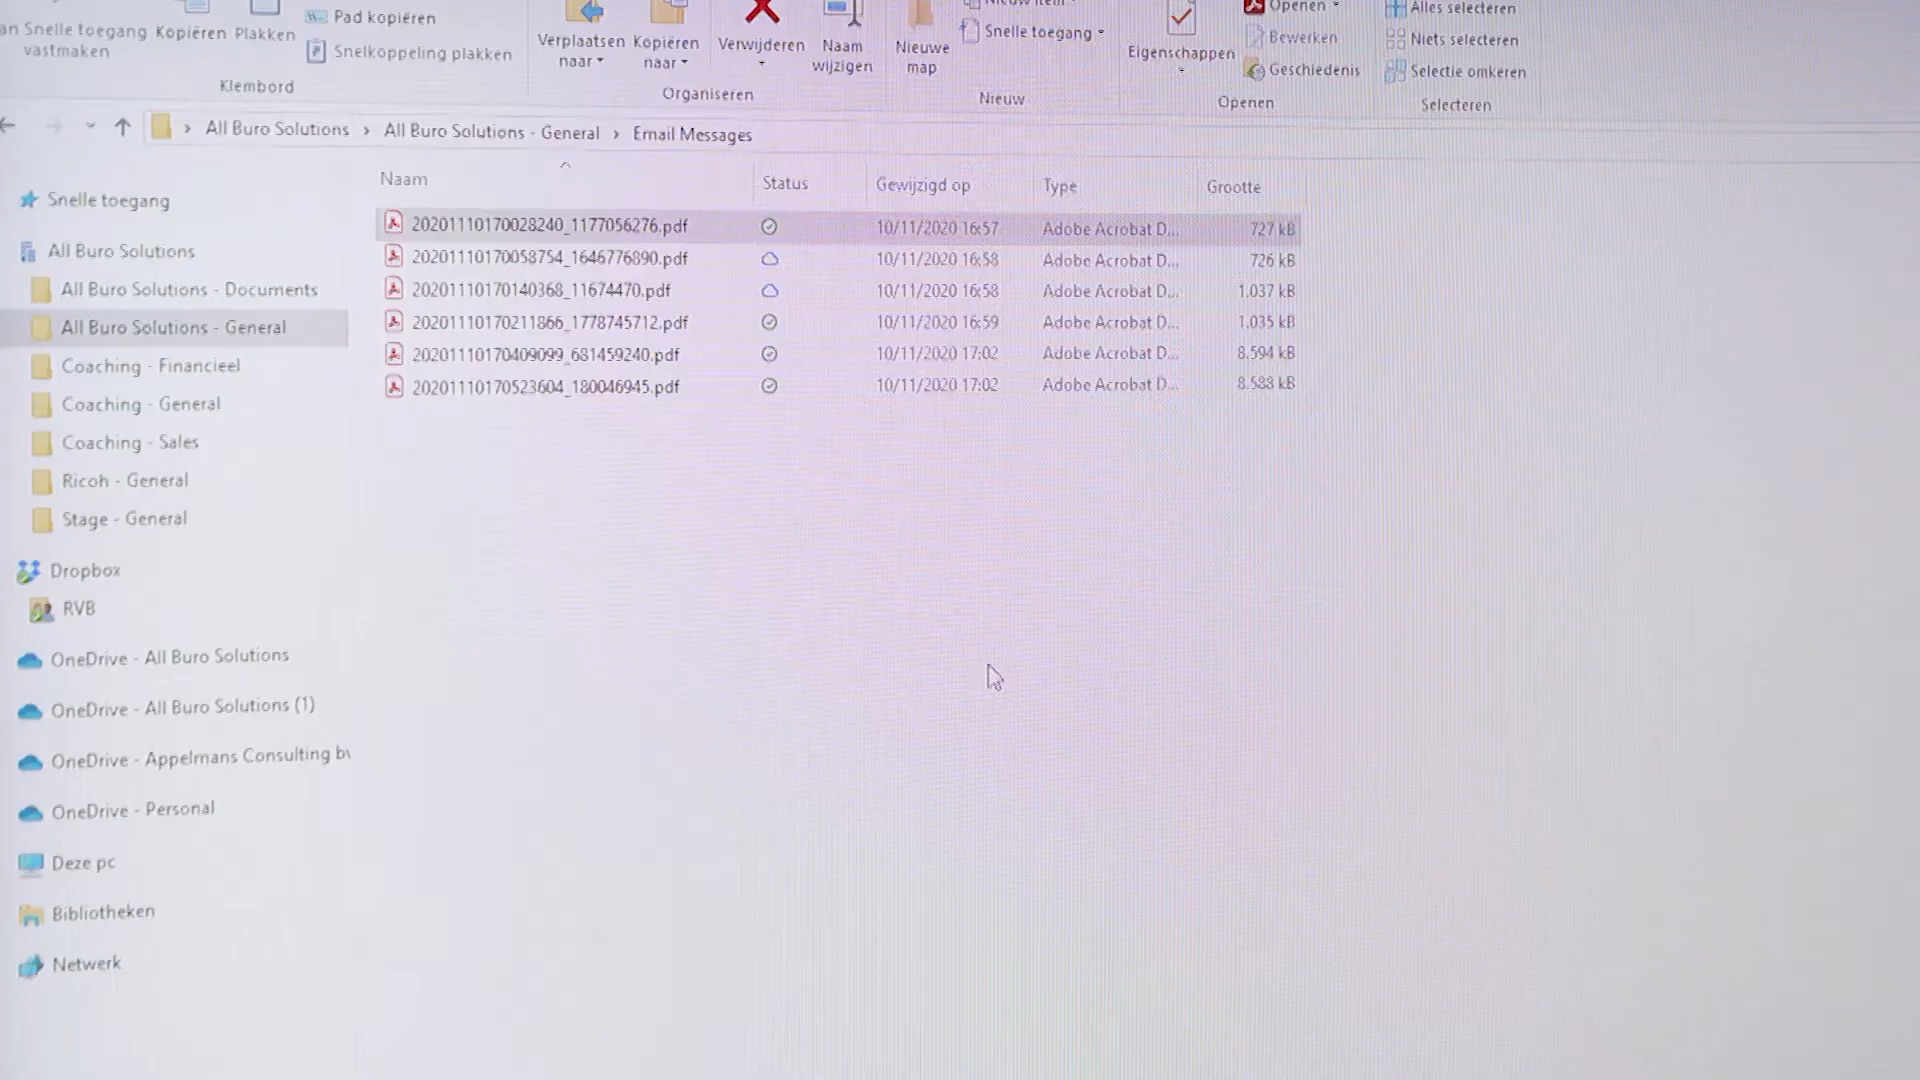 Snelle toegang Kopiëren Plakken
vastmaken
Pad kopiëren
Snelkoppeling plakken
Klembord
Verplaatsen Kopiëren Verwijderen Naam
naar naar wijzigen
Organiseren
Nieuwe
map
Snelle toegang
Nieuw
Eigenschappen
Openen
Bewerken
Geschiedenis
Openen
Alles selecteren
Niets selecteren
Selectie omkeren
Selecteren
› All Buro Solutions › All Buro Solutions - General › Email Messages
Naam Status Gewijzigd op Type Grootte
20201110170028240_1177056276.pdf 10/11/2020 16:57 Adobe Acrobat D... 727 kB
20201110170058754_1646776890.pdf 10/11/2020 16:58 Adobe Acrobat D... 726 kB
20201110170140368_11674470.pdf 10/11/2020 16:58 Adobe Acrobat D... 1.037 kB
20201110170211866_1778745712.pdf 10/11/2020 16:59 Adobe Acrobat D... 1.035 kB
20201110170409099_681459240.pdf 10/11/2020 17:02 Adobe Acrobat D... 8.594 kB
20201110170523604_180046945.pdf 10/11/2020 17:02 Adobe Acrobat D... 8.588 kB
Snelle toegang
All Buro Solutions
All Buro Solutions - Documents
All Buro Solutions - General
Coaching - Financieel
Coaching - General
Coaching - Sales
Ricoh - General
Stage - General
Dropbox
RVB
OneDrive - All Buro Solutions
OneDrive - All Buro Solutions (1)
OneDrive - Appelmans Consulting
OneDrive - Personal
Deze pc
Bibliotheken
Netwerk